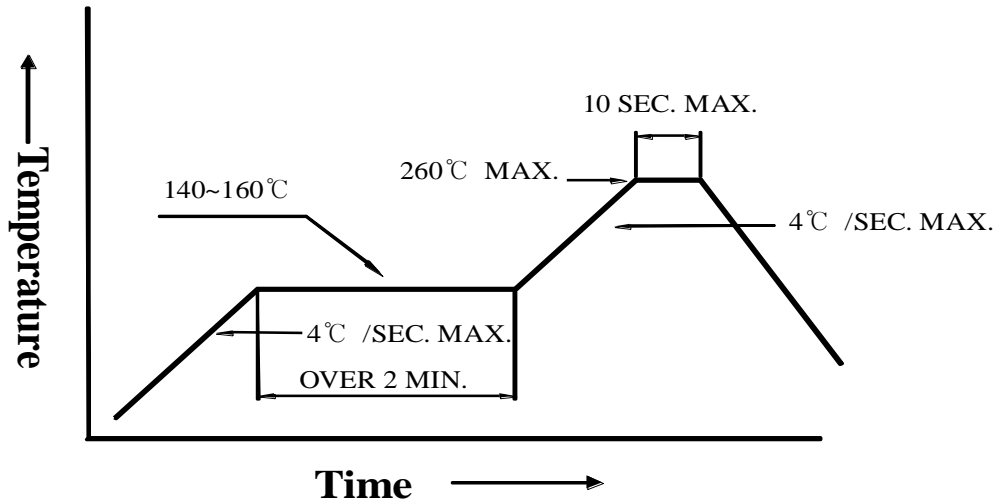 10 SEC. MAX.
260℃ MAX.
140~160℃
4℃ /SEC. MAX.
4℃ /SEC. MAX.
OVER 2 MIN.
Temperature
Time